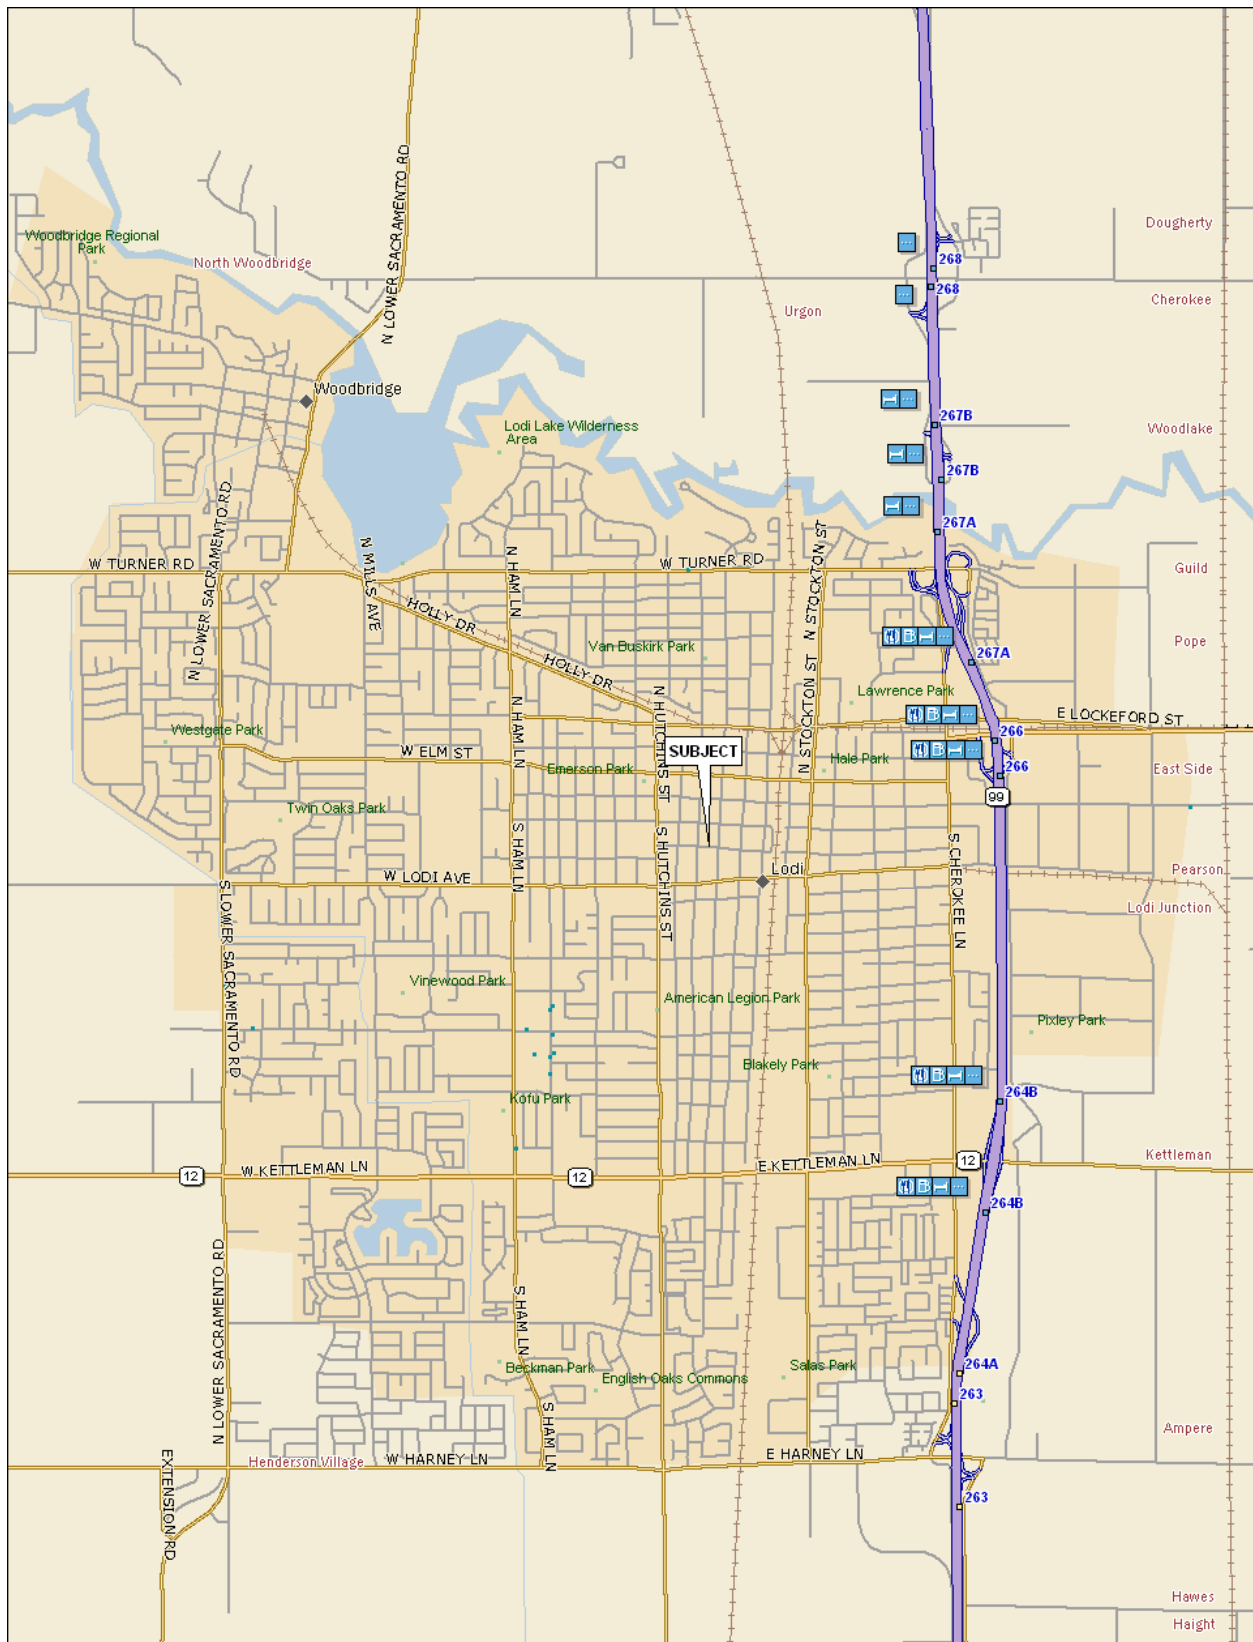 Dougherty
Woodbridge Regional
Park
North Woodbridge
N LOWER SACRAMENTO RD
268
268
Cherokee
Urgon
Woodbridge
267B
Lodi Lake Wilderness
Area
Woodlake
267B
267A
N LOWER SACRAMENTO RD
N MILLS AVE
N HAM LN
N STOCKTON ST
W TURNER RD
W TURNER RD
Guild
HOLLY DR
Van Buskirk Park
Pope
HOLLY DR
267A
Lawrence Park
N HAM LN
N HUTCHINS ST
N STOCKTON ST
E LOCKEFORD ST
Westgate Park
266
W ELM ST
SUBJECT
Hale Park
Emerson Park
266
East Side
99
Twin Oaks Park
S HAM LN
S HUTCHINS ST
S CHEROKEE LN
W LODI AVE
Lodi
Pearson
Lodi Junction
S LOWER SACRAMENTO RD
Vinewood Park
American Legion Park
Pixley Park
Blakely Park
Kofu Park
264B
12
W KETTLEMAN LN
12
E KETTLEMAN LN
12
Kettleman
264B
N LOWER SACRAMENTO RD
S HAM LN
Beckman Park
English Oaks Commons
Salas Park
264A
263
S HAM LN
Ampere
EXTENSION RD
Henderson Village
W HARNEY LN
E HARNEY LN
263
Hawes
Haight